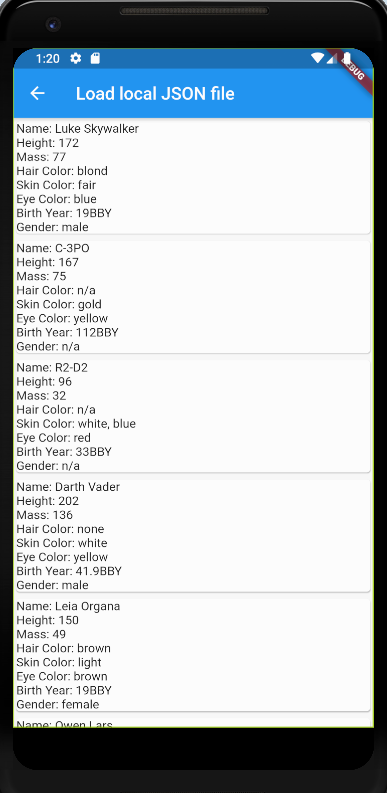 1:20
DEBUG
Load local JSON file
Name: Luke Skywalker
Height: 172
Mass: 77
Hair Color: blond
Skin Color: fair
Eye Color: blue
Birth Year: 19BBY
Gender: male
Name: C-3PO
Height: 167
Mass: 75
Hair Color: n/a
Skin Color: gold
Eye Color: yellow
Birth Year: 112BBY
Gender: n/a
Name: R2-D2
Height: 96
Mass: 32
Hair Color: n/a
Skin Color: white, blue
Eye Color: red
Birth Year: 33BBY
Gender: n/a
Name: Darth Vader
Height: 202
Mass: 136
Hair Color: none
Skin Color: white
Eye Color: yellow
Birth Year: 41.9BBY
Gender: male
Name: Leia Organa
Height: 150
Mass: 49
Hair Color: brown
Skin Color: light
Eye Color: brown
Birth Year: 19BBY
Gender: female
Name: Owen Lars